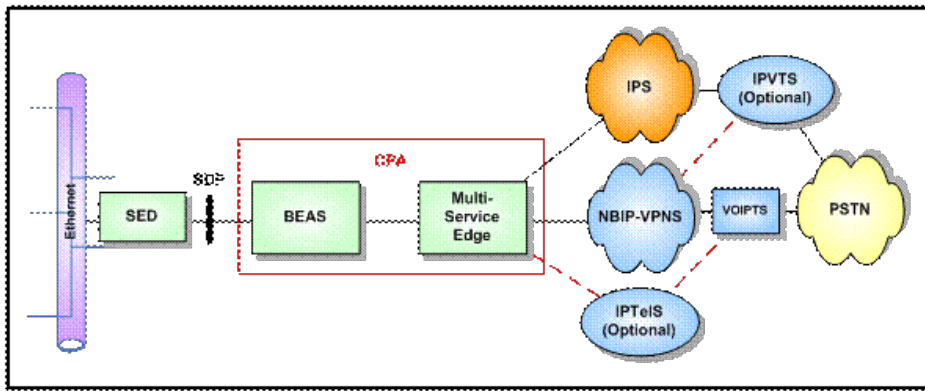 Ethernet
SED
SDP
CPA
BEAS
Multi-
Service
Edge
IPS
IPVTS
(Optional)
NBIP-VPNS
VOIPTS
PSTN
IPTelS
(Optional)